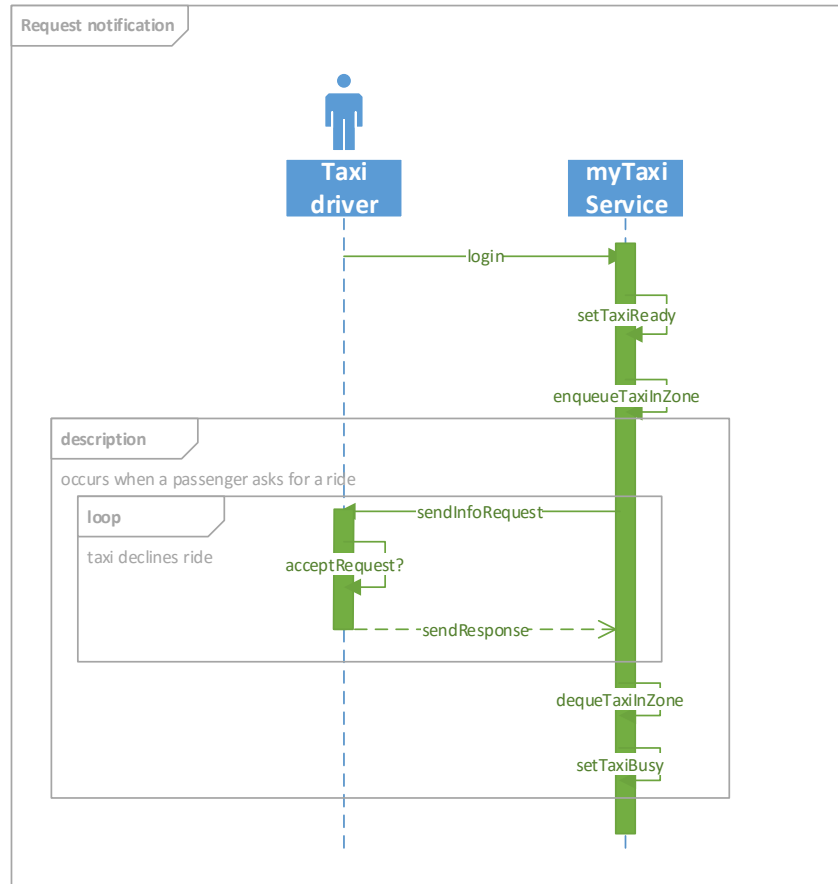 Request notification
Taxi
driver
myTaxi
Service
login
setTaxiReady
enqueueTaxiInZone
description
occurs when a passenger asks for a ride
loop
sendInfoRequest
taxi declines ride
acceptRequest?
sendResponse
dequeTaxiInZone
setTaxiBusy